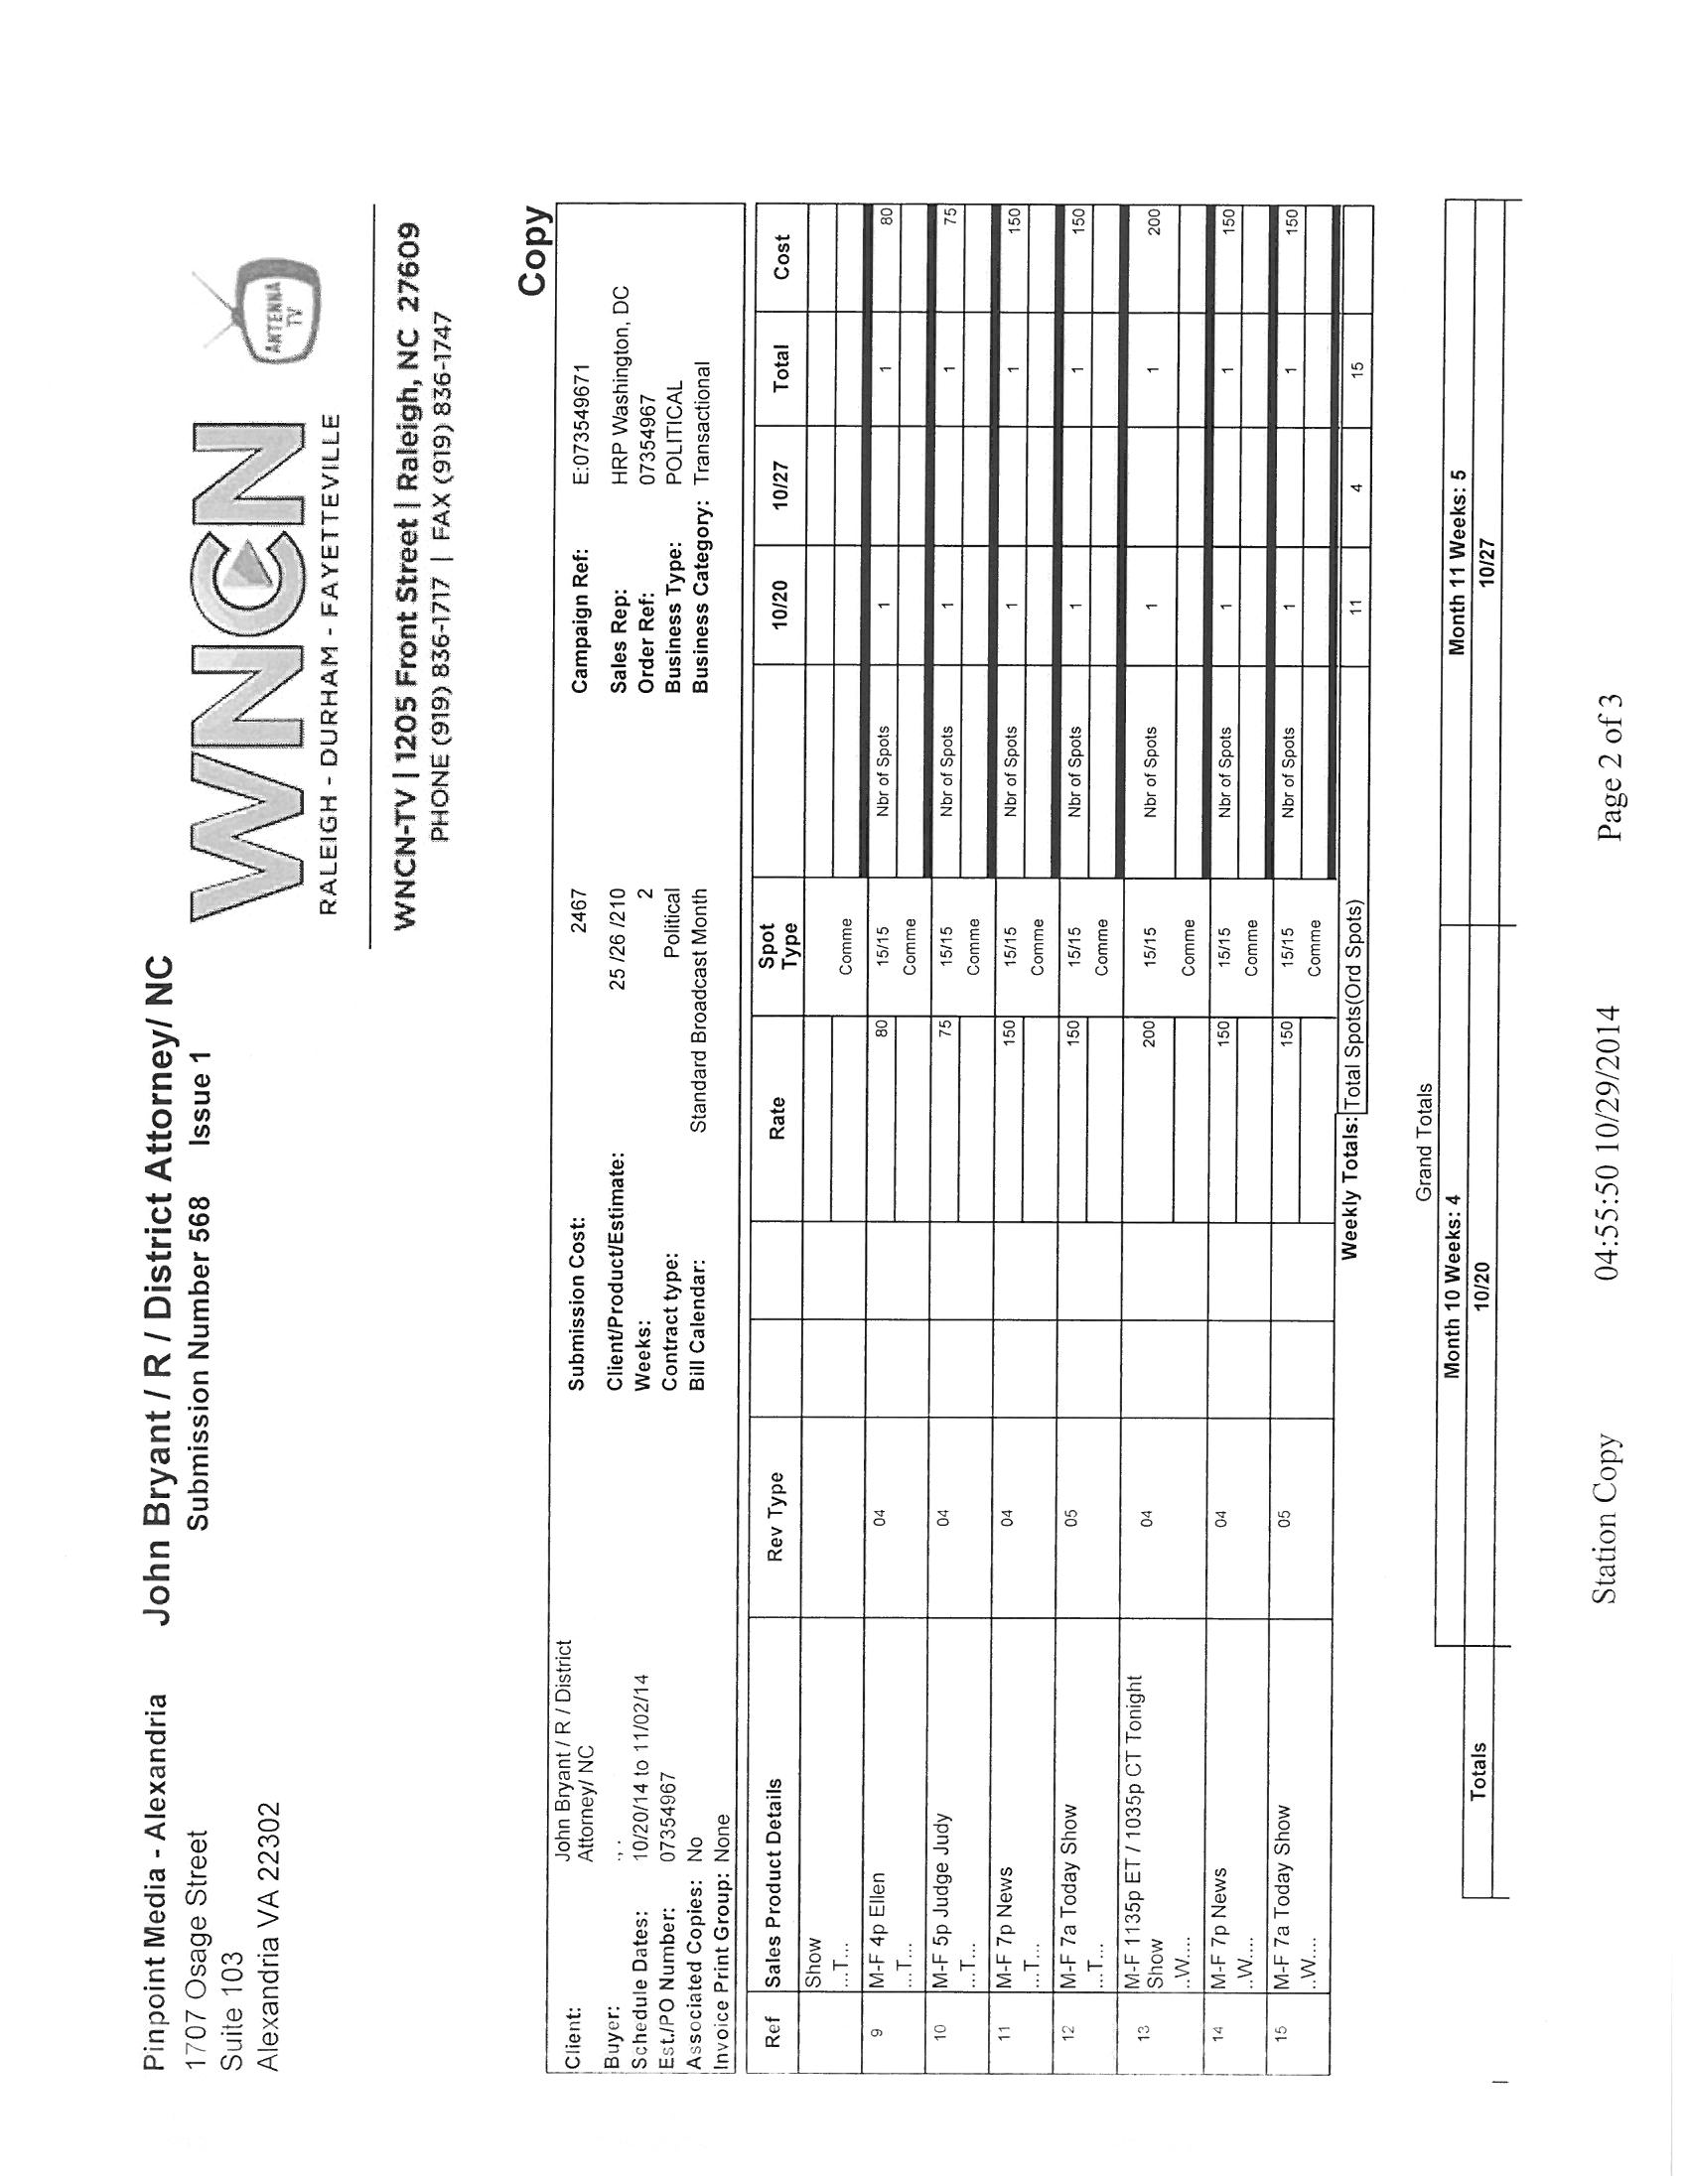 Pinpoint Media - Alexandria
1707 Osage Street
Suite 103
Alexandria VA 22302
John Bryant / R / District Attorney/ NC
Submission Number 568 Issue 1
WNCN
RALEIGH - DURHAM - FAYETTEVILLE
ANTENNA
TV
WNCN-TV | 1205 Front Street | Raleigh, NC 27609
PHONE (919) 836-1717 | FAX (919) 836-1747
Copy
Client: John Bryant / R / District Submission Cost: 2467 Campaign Ref: E:073549671
Attorney/ NC
Buyer: ., . Client/Product/Estimate: 25 /26 /210 Sales Rep: HRP Washington, DC
Schedule Dates: 10/20/14 to 11/02/14 Weeks: 2 Order Ref: 07354967
Est./PO Number: 07354967 Contract type: Political Business Type: POLITICAL
Associated Copies: No Bill Calendar: Standard Broadcast Month Business Category: Transactional
Invoice Print Group: None
Ref Sales Product Details Rev Type Rate Spot Type 10/20 10/27 Total Cost
Show
...T... Comme
9 M-F 4p Ellen 04 80 15/15 Nbr of Spots 1 1 80
...T... Comme
10 M-F 5p Judge Judy 04 75 15/15 Nbr of Spots 1 1 75
...T... Comme
11 M-F 7p News 04 150 15/15 Nbr of Spots 1 1 150
...T... Comme
12 M-F 7a Today Show 05 150 15/15 Nbr of Spots 1 1 150
...T... Comme
13 M-F 1135p ET / 1035p CT Tonight
Show 04 200 15/15 Nbr of Spots 1 1 200
..W.... Comme
14 M-F 7p News 04 150 15/15 Nbr of Spots 1 1 150
..W.... Comme
15 M-F 7a Today Show 05 150 15/15 Nbr of Spots 1 1 150
..W.... Comme
Weekly Totals: Total Spots(Ord Spots) 11 4 15
Grand Totals
Month 10 Weeks: 4 Month 11 Weeks: 5
Totals 10/20 10/27
Station Copy 04:55:50 10/29/2014 Page 2 of 3